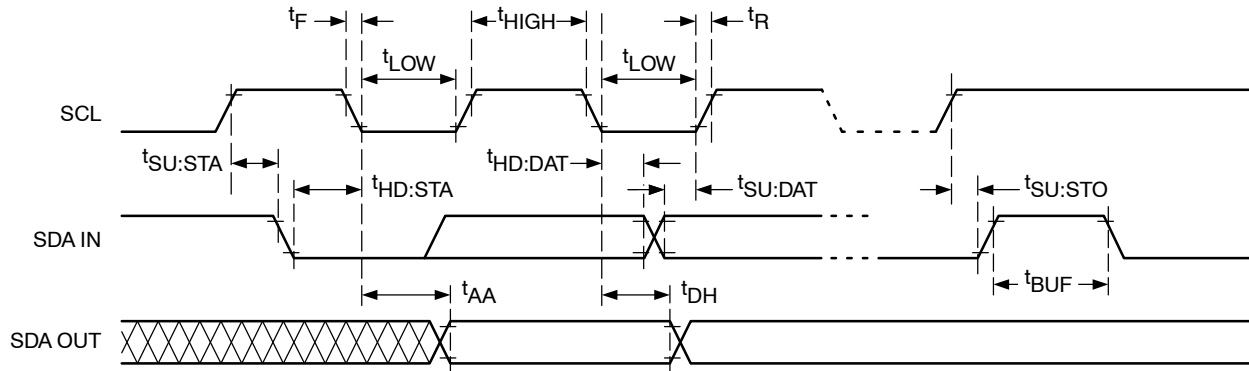 tF tHIGH tR
tLOW tLOW
SCL
tSU:STA tHD:DAT
tHD:STA tSU:DAT tSU:STO
SDA IN
tAA tDH tBUF
SDA OUT